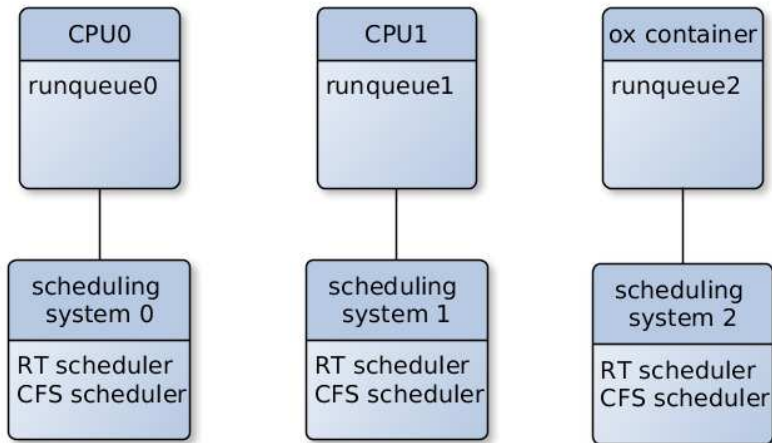 CPU0
runqueue0
scheduling
system 0
RT scheduler
CFS scheduler
CPU1
runqueue1
scheduling
system 1
RT scheduler
CFS scheduler
ox container
runqueue2
scheduling
system 2
RT scheduler
CFS scheduler